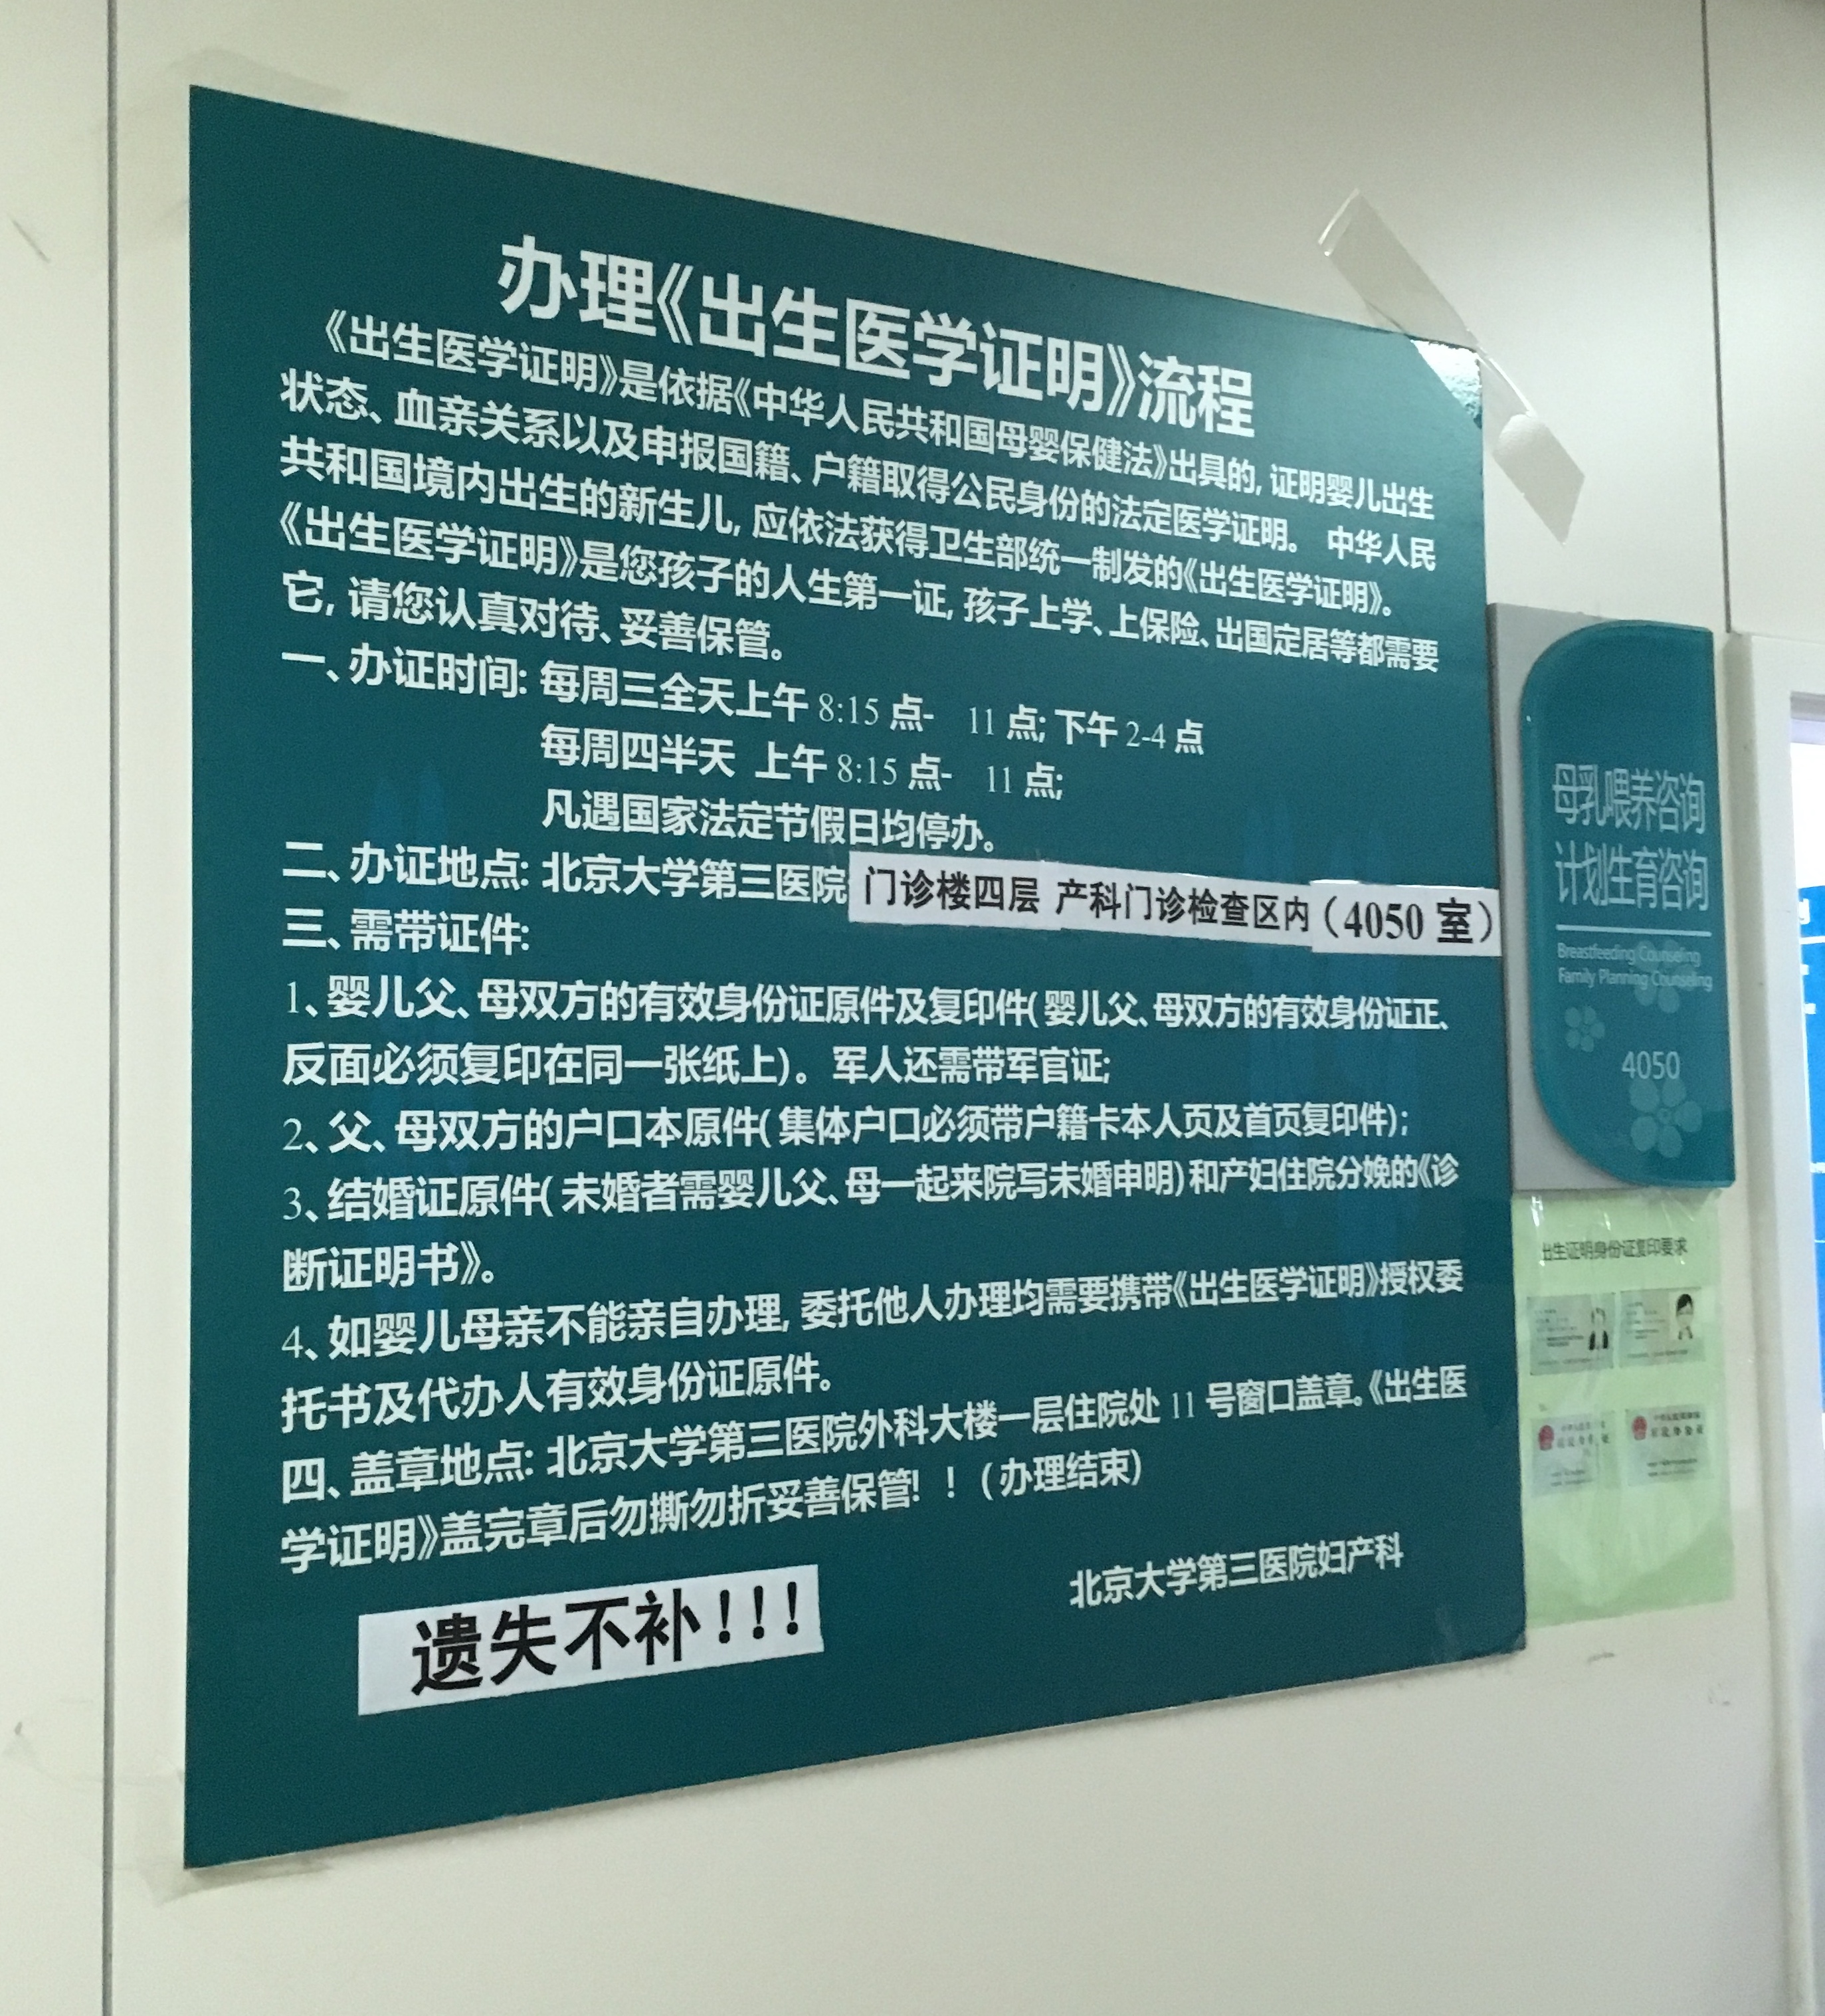 办理《出生医学证明》流程
《出生医学证明》是依据《中华人民共和国母婴保健法》出具的, 证明婴儿出生
状态、血亲关系以及申报国籍、户籍取得公民身份的法定医学证明。 中华人民
共和国境内出生的新生儿, 应依法获得卫生部统一制发的《出生医学证明》。
《出生医学证明》是您孩子的人生第一证, 孩子上学、上保险、出国定居等都需要
它, 请您认真对待、妥善保管。
一、办证时间: 每周三全天上午 8:15 点- 11 点; 下午 2-4 点
每周四半天 上午 8:15 点- 11 点;
凡遇国家法定节假日均停办。
二、办证地点: 北京大学第三医院 门诊楼四层 产科门诊检查区内（4050 室）
三、需带证件:
1、婴儿父、母双方的有效身份证原件及复印件( 婴儿父、母双方的有效身份证正、
反面必须复印在同一张纸上)。军人还需带军官证;
2、父、母双方的户口本原件( 集体户口必须带户籍卡本人页及首页复印件);
3、结婚证原件( 未婚者需婴儿父、母一起来院写未婚申明) 和产妇住院分娩的《诊
断证明书》。
4、如婴儿母亲不能亲自办理, 委托他人办理均需要携带《出生医学证明》授权委
托书及代办人有效身份证原件。
四、盖章地点: 北京大学第三医院外科大楼一层住院处 11 号窗口盖章。《出生医
学证明》盖完章后勿撕勿折妥善保管! ! ( 办理结束)
北京大学第三医院妇产科
遗失不补!!!
母乳喂养咨询
计划生育咨询
Breastfeeding Counseling
Family Planning Counseling
4050
出生证明身份证复印要求